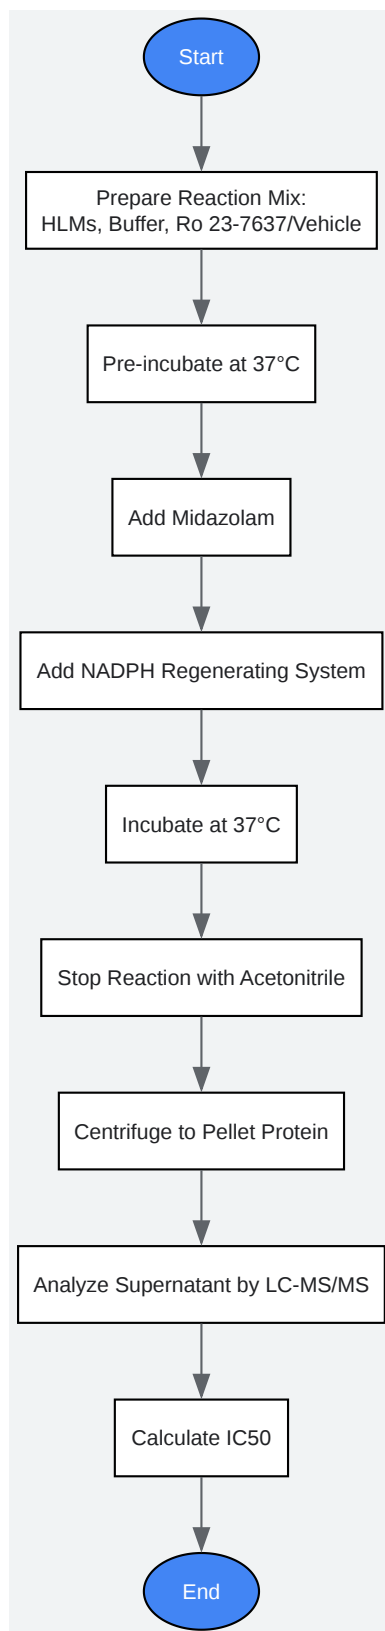 Start
Prepare Reaction Mix:
HLMs, Buffer, Ro 23-7637/Vehicle
Pre-incubate at 37°C
Add Midazolam
Add NADPH Regenerating System
Incubate at 37°C
Stop Reaction with Acetonitrile
Centrifuge to Pellet Protein
Analyze Supernatant by LC-MS/MS
Calculate IC50
End